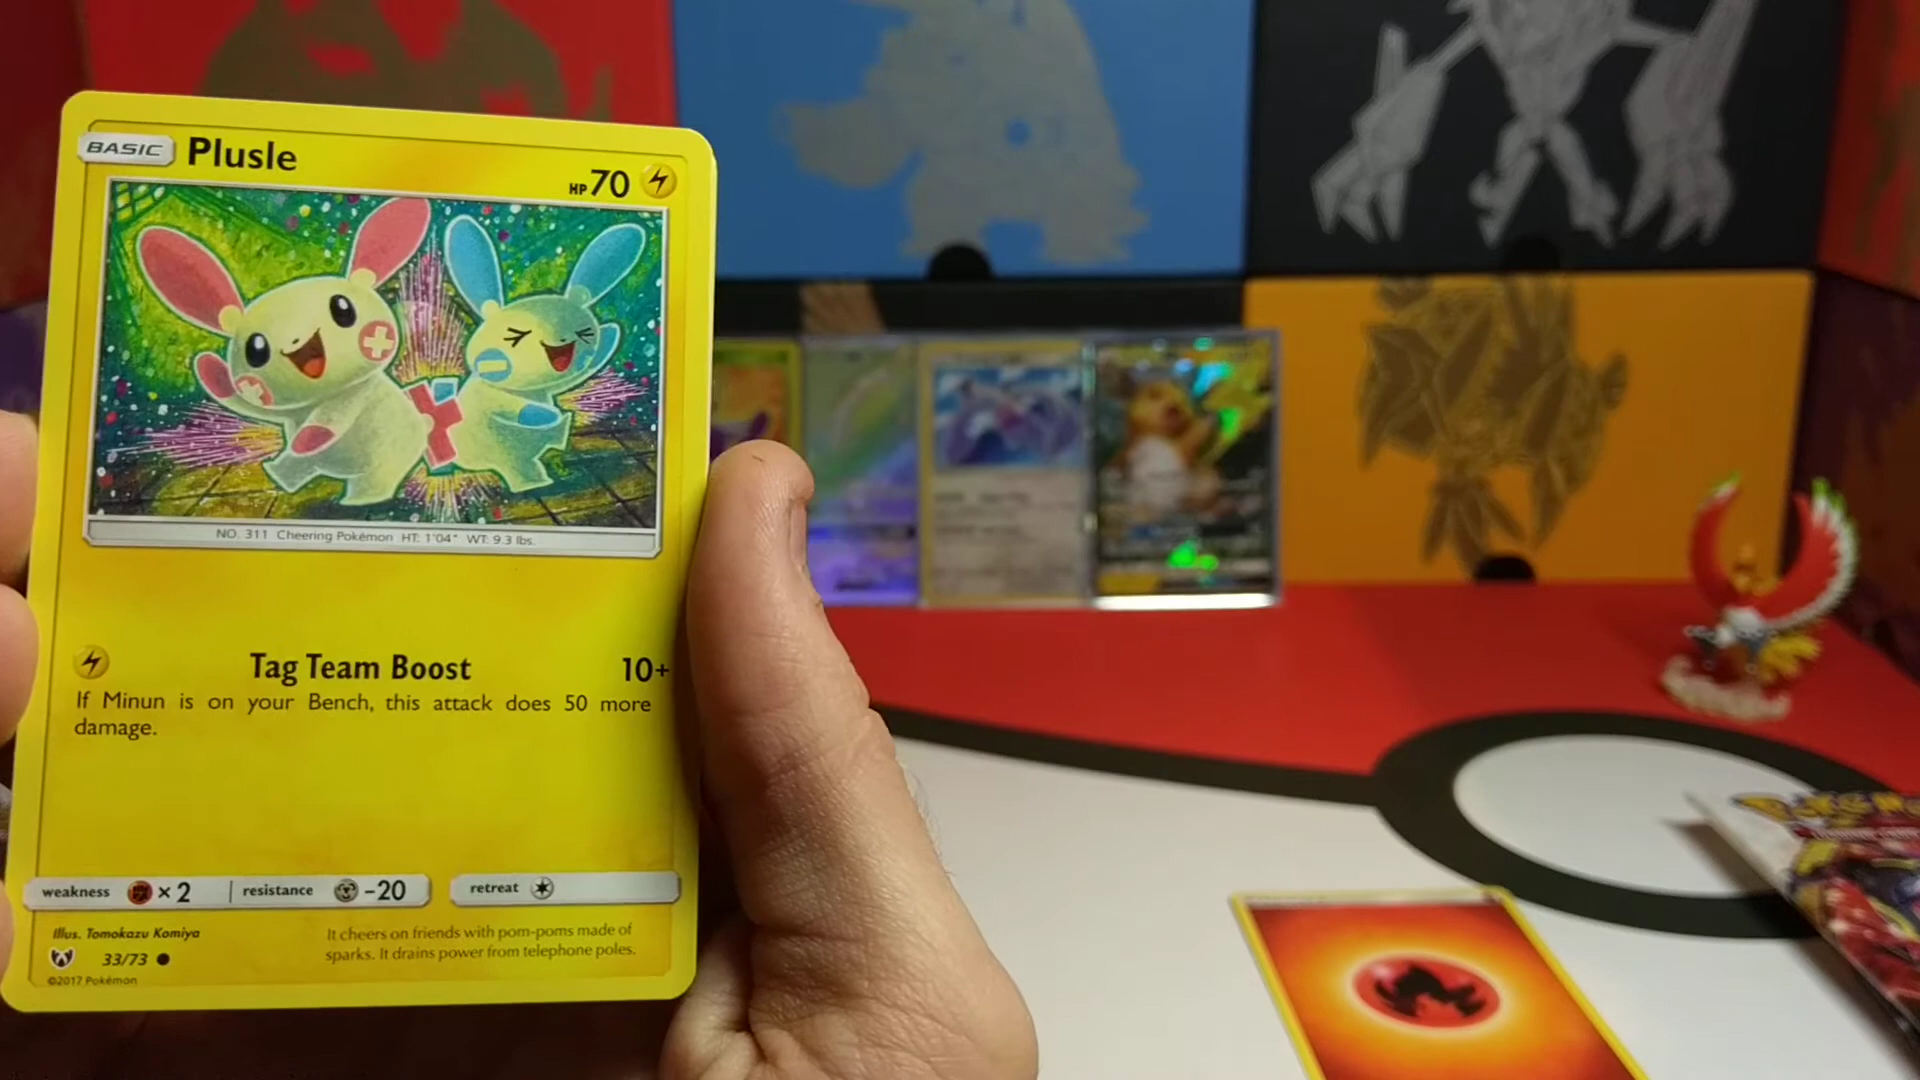 BASIC Plusle HP70
NO. 311 Cheering Pokémon HT: 1'04" WT: 9.3 lbs.
Tag Team Boost 10+
If Minun is on your Bench, this attack does 50 more
damage.
weakness ×2 resistance -20 retreat
Illus. Tomokazu Komiya
33/73
©2017 Pokémon
It cheers on friends with pom-poms made of
sparks. It drains power from telephone poles.